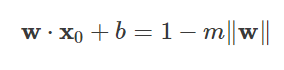 𝐰 ⋅ 𝐱₀ + b = 1 − m‖𝐰‖